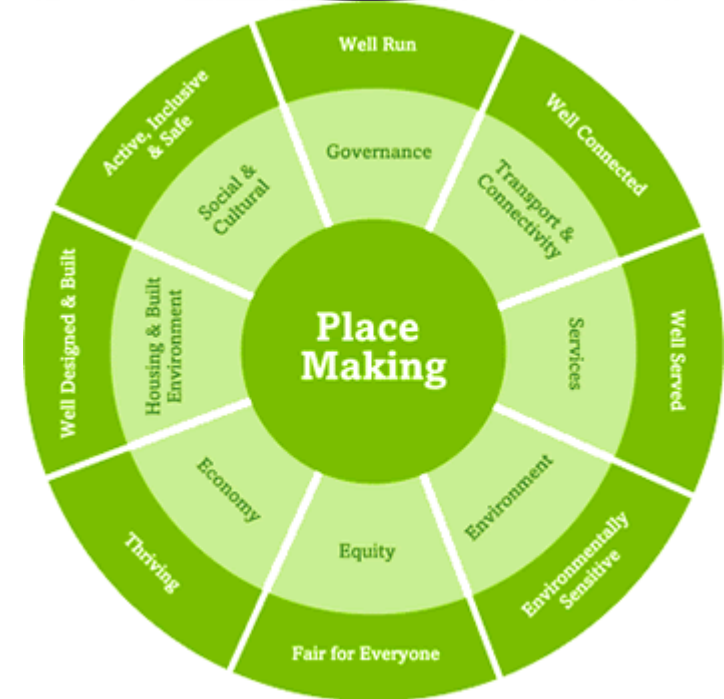 Well Run
Governance
Well Connected
Transport &
Connectivity
Well Served
Services
Environmentally
Sensitive
Environment
Fair for Everyone
Equity
Thriving
Economy
Well Designed & Built
Housing & Built
Environment
Active, Inclusive
& Safe
Social &
Cultural
Place
Making